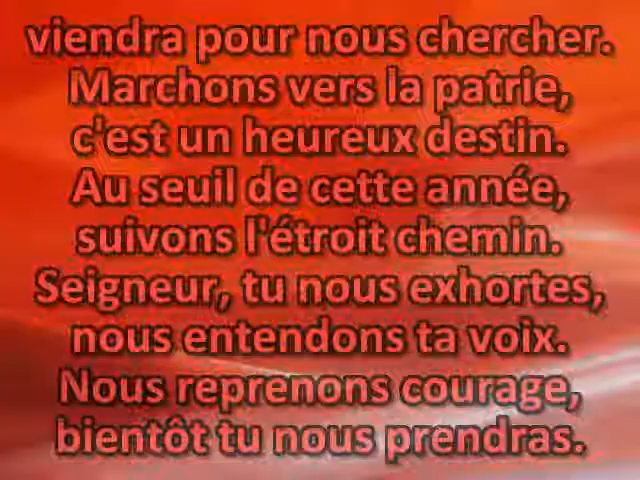 viendra pour nous chercher.
Marchons vers la patrie,
c'est un heureux destin.
Au seuil de cette année,
suivons l'étroit chemin.
Seigneur, tu nous exhortes,
nous entendons ta voix.
Nous reprenons courage,
bientôt tu nous prendras.